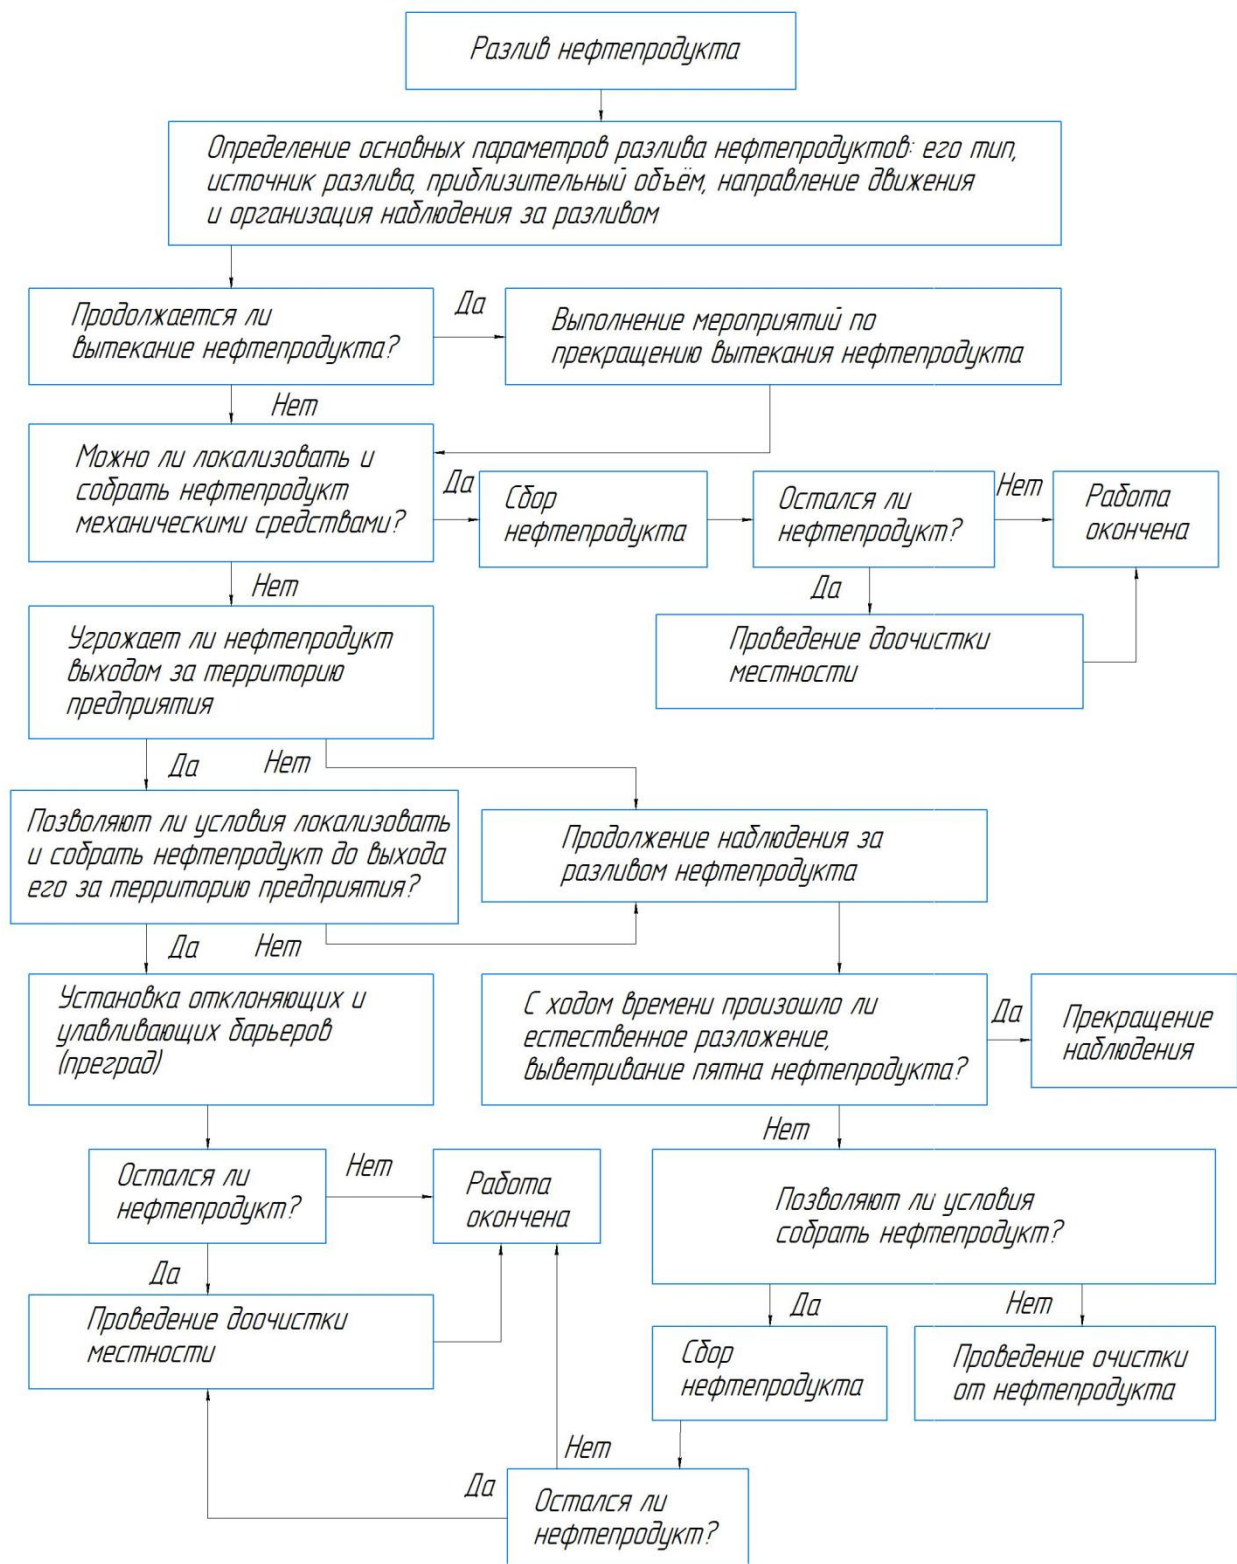 Разлив нефтепродукта
Определение основных параметров разлива нефтепродуктов: его тип,
источник разлива, приблизительный объём, направление движения
и организация наблюдения за разливом
Продолжается ли
вытекание нефтепродукта?
Да
Выполнение мероприятий по
прекращению вытекания нефтепродукта
Нет
Можно ли локализовать и
собрать нефтепродукт
механическими средствами?
Да
Сбор
нефтепродукта
Остался ли
нефтепродукт?
Нет
Работа
окончена
Нет
Да
Проведение доочистки
местности
Угрожает ли нефтепродукт
выходом за территорию
предприятия
Да
Нет
Позволяют ли условия локализовать
и собрать нефтепродукт до выхода
его за территорию предприятия?
Продолжение наблюдения за
разливом нефтепродукта
Да
Нет
Установка отклоняющих и
улавливающих барьеров
(преград)
С ходом времени произошло ли
естественное разложение,
выветривание пятна нефтепродукта?
Да
Прекращение
наблюдения
Нет
Остался ли
нефтепродукт?
Нет
Работа
окончена
Позволяют ли условия
собрать нефтепродукт?
Да
Проведение доочистки
местности
Да
Нет
Сбор
нефтепродукта
Проведение очистки
от нефтепродукта
Нет
Да
Остался ли
нефтепродукт?